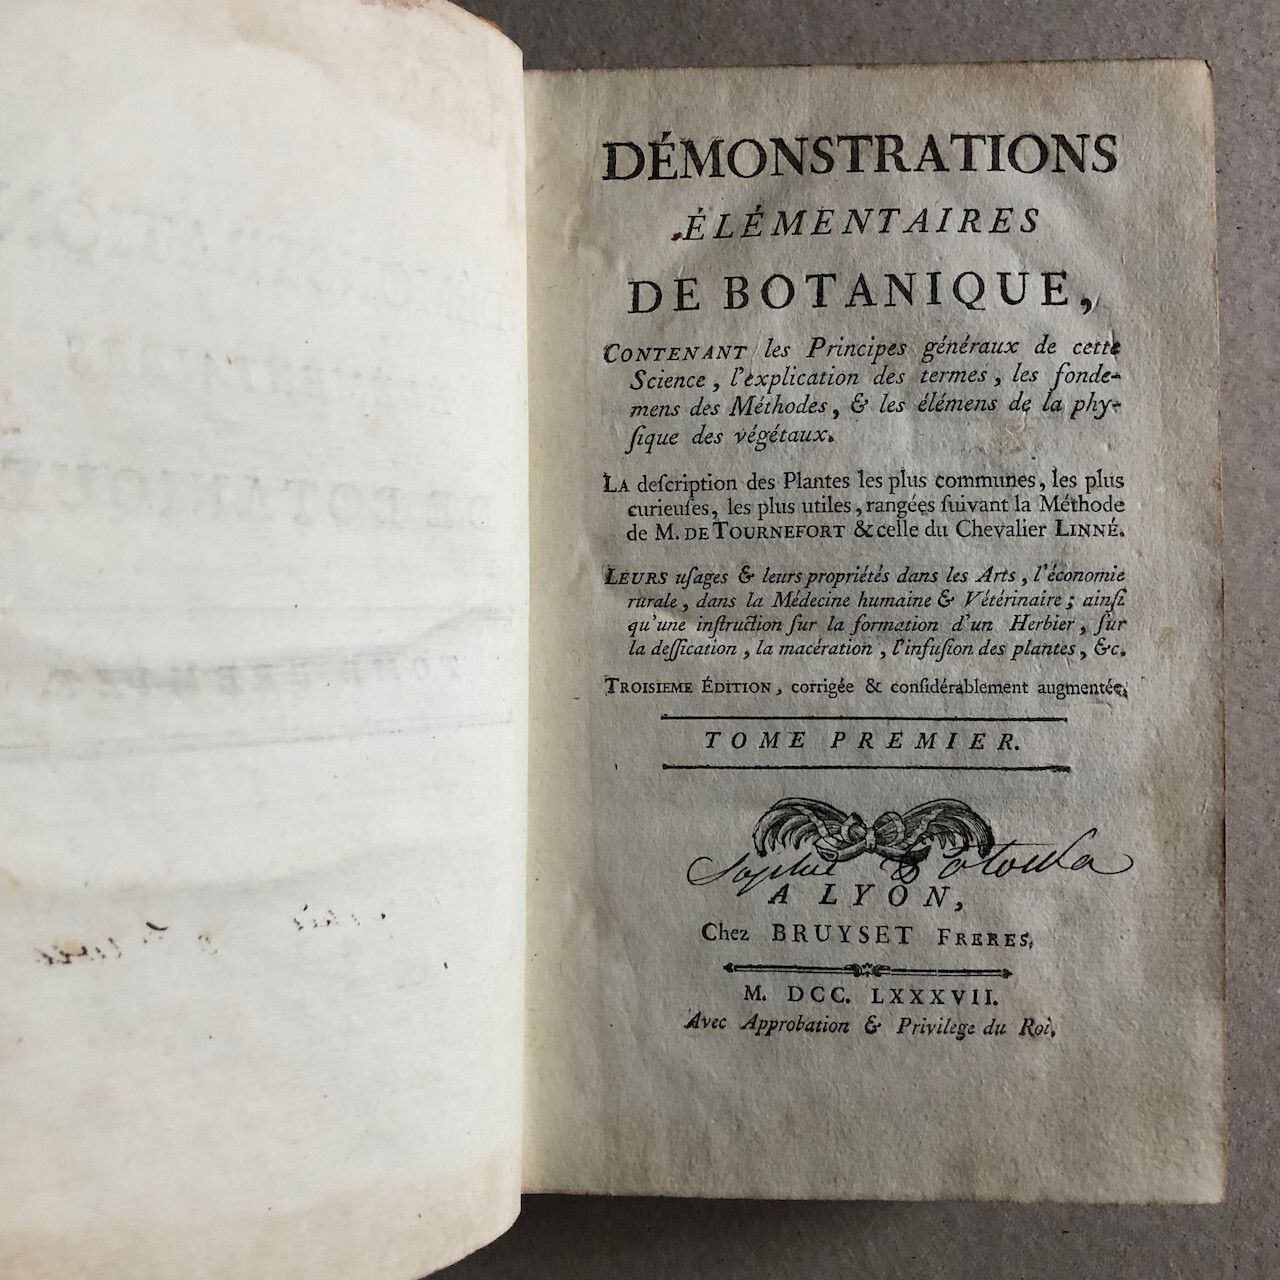 DÉMONSTRATIONS
ÉLÉMENTAIRES
DE BOTANIQUE,
CONTENANT les Principes généraux de cette
Science, l'explication des termes, les fonde-
mens des Méthodes, & les élémens de la phy-
ſique des végétaux.
LA deſcription des Plantes les plus communes, les plus
curieuſes, les plus utiles, rangées ſuivant la Méthode
de M. DE TOURNEFORT & celle du Chevalier LINNÉ.
LEURS uſages & leurs propriétés dans les Arts, l'économie
rurale, dans la Médecine humaine & Vétérinaire; ainſi
qu'une inſtruction ſur la formation d'un Herbier, ſur
la deſſication, la macération, l'infuſion des plantes, &c.
TROISIEME ÉDITION, corrigée & conſidérablement augmentée.
TOME PREMIER.
Sophie
A LYON,
Chez BRUYSET FRERES,
M. DCC. LXXXVII.
Avec Approbation & Privilege du Roi.